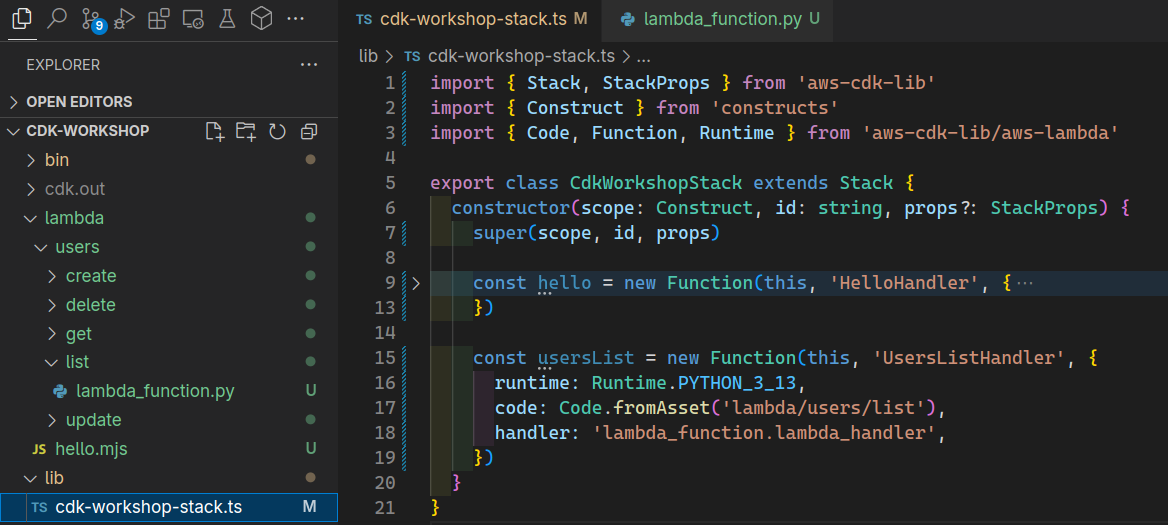 9
EXPLORER
OPEN EDITORS
CDK-WORKSHOP
bin
cdk.out
lambda
users
create
delete
get
list
lambda_function.py U
update
JS hello.mjs U
lib
TS cdk-workshop-stack.ts M
TS cdk-workshop-stack.ts M lambda_function.py U
lib > TS cdk-workshop-stack.ts > ...
1 import { Stack, StackProps } from 'aws-cdk-lib'
2 import { Construct } from 'constructs'
3 import { Code, Function, Runtime } from 'aws-cdk-lib/aws-lambda'
4
5 export class CdkWorkshopStack extends Stack {
6 constructor(scope: Construct, id: string, props?: StackProps) {
7 super(scope, id, props)
8
9 const hello = new Function(this, 'HelloHandler', {···
13 })
14
15 const usersList = new Function(this, 'UsersListHandler', {
16 runtime: Runtime.PYTHON_3_13,
17 code: Code.fromAsset('lambda/users/list'),
18 handler: 'lambda_function.lambda_handler',
19 })
20 }
21 }